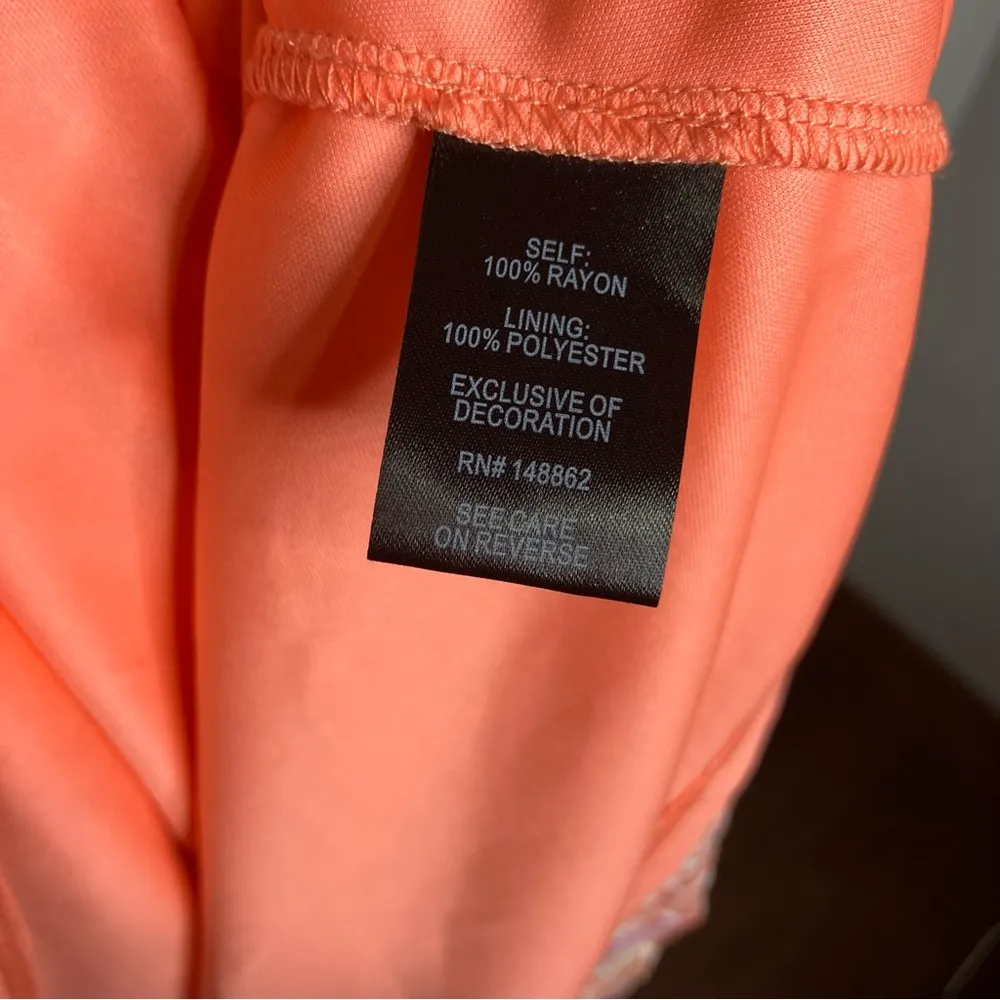 SELF:
100% RAYON
LINING:
100% POLYESTER
EXCLUSIVE OF
DECORATION
RN# 148862
SEE CARE
ON REVERSE